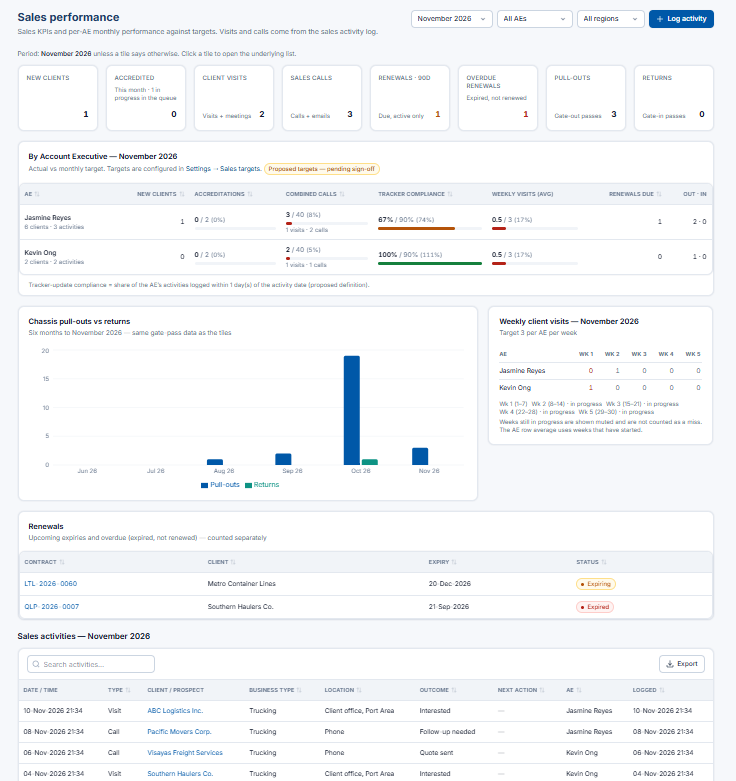 Sales performance
Sales KPIs and per-AE monthly performance against targets. Visits and calls come from the sales activity log.
November 2026
All AEs
All regions
+ Log activity
Period: November 2026 unless a tile says otherwise. Click a tile to open the underlying list.
NEW CLIENTS
1
ACCREDITED
This month · 1 in progress in the queue
0
CLIENT VISITS
Visits + meetings 2
SALES CALLS
Calls + emails 3
RENEWALS · 90D
Due, active only 1
OVERDUE RENEWALS
Expired, not renewed
1
PULL-OUTS
Gate-out passes 3
RETURNS
Gate-in passes 0
By Account Executive — November 2026
Actual vs monthly target. Targets are configured in Settings → Sales targets. Proposed targets — pending sign-off
AE NEW CLIENTS ACCREDITATIONS COMBINED CALLS TRACKER COMPLIANCE WEEKLY VISITS (AVG) RENEWALS DUE OUT · IN
Jasmine Reyes 1 0 / 2 (0%) 3 / 40 (8%) 67% / 90% (74%) 0.5 / 3 (17%) 1 2 · 0
6 clients · 3 activities 1 visits · 2 calls
Kevin Ong 0 0 / 2 (0%) 2 / 40 (5%) 100% / 90% (111%) 0.5 / 3 (17%) 0 1 · 0
2 clients · 2 activities 1 visits · 1 calls
Tracker-update compliance = share of the AE's activities logged within 1 day(s) of the activity date (proposed definition).
Chassis pull-outs vs returns
Six months to November 2026 — same gate-pass data as the tiles
20
15
10
5
0
Jun 26 Jul 26 Aug 26 Sep 26 Oct 26 Nov 26
Pull-outs Returns
Weekly client visits — November 2026
Target 3 per AE per week
AE WK 1 WK 2 WK 3 WK 4 WK 5
Jasmine Reyes 0 1 0 0 0
Kevin Ong 1 0 0 0 0
Wk 1 (1–7) Wk 2 (8–14) · in progress Wk 3 (15–21) · in progress
Wk 4 (22–28) · in progress Wk 5 (29–30) · in progress
Weeks still in progress are shown muted and are not counted as a miss.
The AE row average uses weeks that have started.
Renewals
Upcoming expiries and overdue (expired, not renewed) — counted separately
CONTRACT CLIENT EXPIRY STATUS
LTL-2026-0060 Metro Container Lines 20-Dec-2026 Expiring
QLP-2026-0007 Southern Haulers Co. 21-Sep-2026 Expired
Sales activities — November 2026
Search activities...
Export
DATE / TIME TYPE CLIENT / PROSPECT BUSINESS TYPE LOCATION OUTCOME NEXT ACTION AE LOGGED
10-Nov-2026 21:34 Visit ABC Logistics Inc. Trucking Client office, Port Area Interested — Jasmine Reyes 10-Nov-2026 21:34
08-Nov-2026 21:34 Call Pacific Movers Corp. Trucking Phone Follow-up needed — Jasmine Reyes 08-Nov-2026 21:34
06-Nov-2026 21:34 Call Visayas Freight Services Trucking Phone Quote sent — Kevin Ong 06-Nov-2026 21:34
04-Nov-2026 21:34 Visit Southern Haulers Co. Trucking Client office, Port Area Interested — Kevin Ong 04-Nov-2026 21:34